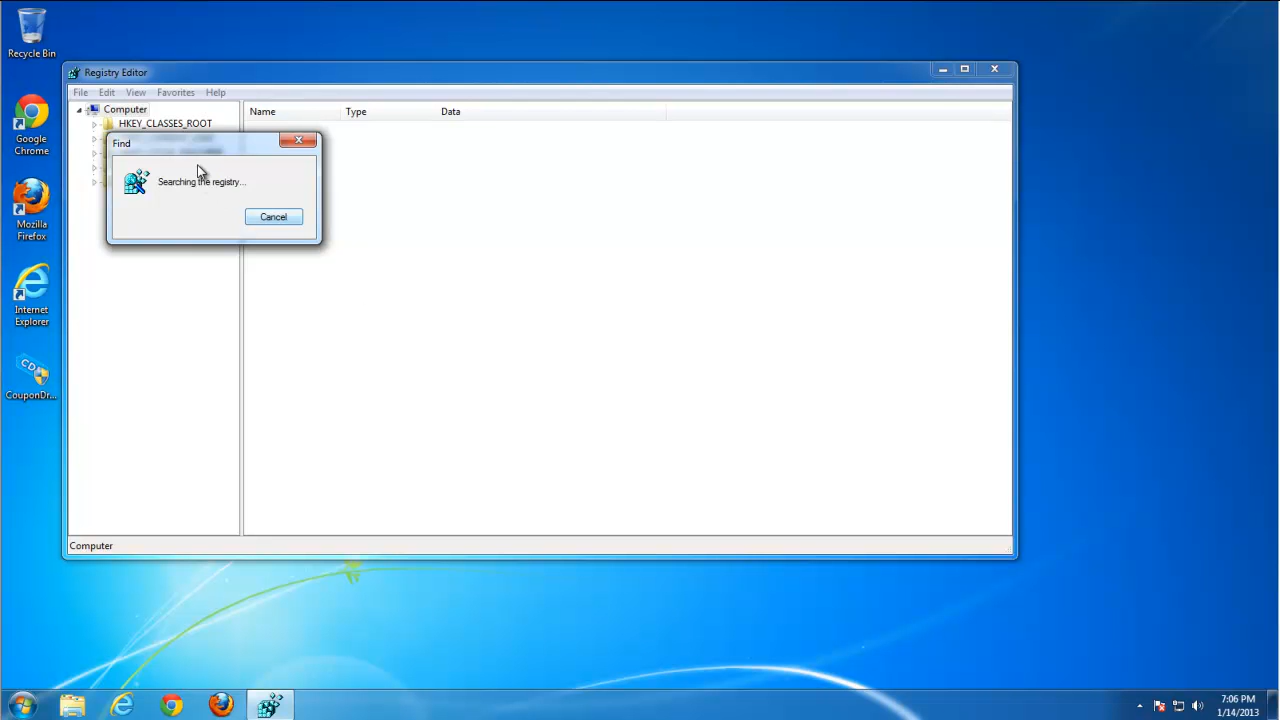 Recycle Bin
Google
Chrome
Mozilla
Firefox
Internet
Explorer
CouponDr...
Registry Editor
File Edit View Favorites Help
Computer
HKEY_CLASSES_ROOT
Name Type Data
Find
Searching the registry...
Cancel
Computer
7:06 PM
1/14/2013